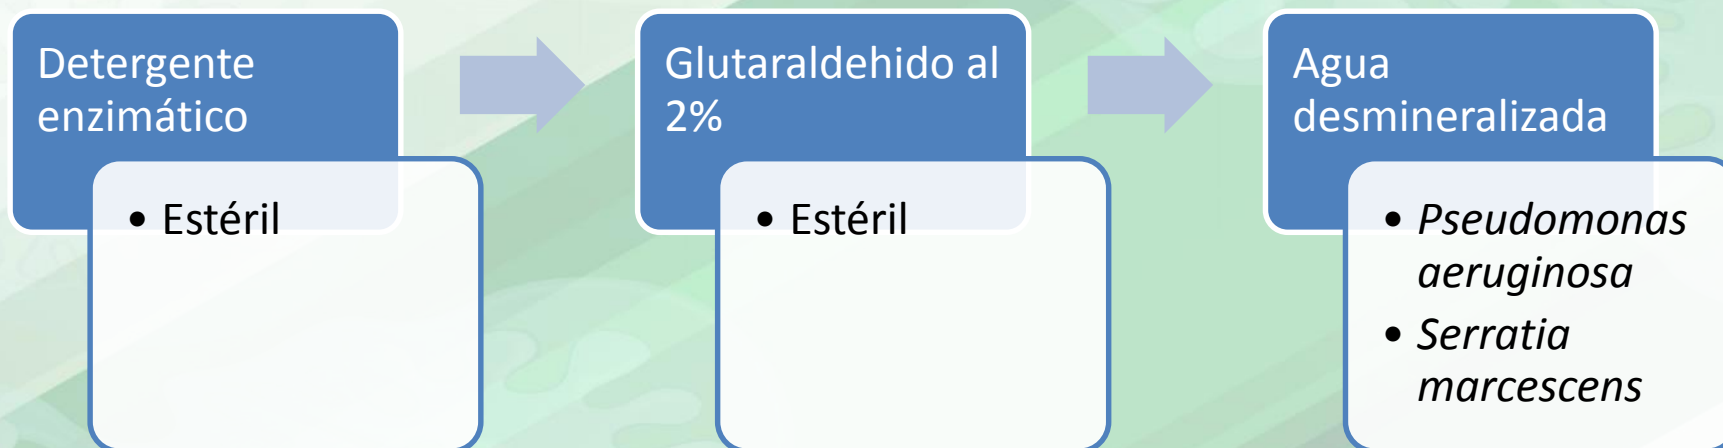 Detergente
enzimático
• Estéril
Glutaraldehido al
2%
• Estéril
Agua
desmineralizada
• Pseudomonas
aeruginosa
• Serratia
marcescens